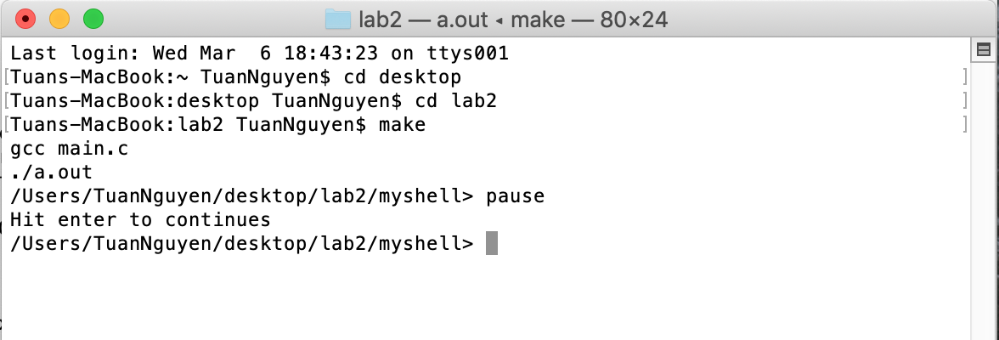 lab2 — a.out ◂ make — 80×24
Last login: Wed Mar  6 18:43:23 on ttys001
[Tuans-MacBook:~ TuanNguyen$ cd desktop ]
[Tuans-MacBook:desktop TuanNguyen$ cd lab2 ]
[Tuans-MacBook:lab2 TuanNguyen$ make ]
gcc main.c
./a.out
/Users/TuanNguyen/desktop/lab2/myshell> pause
Hit enter to continues
/Users/TuanNguyen/desktop/lab2/myshell>